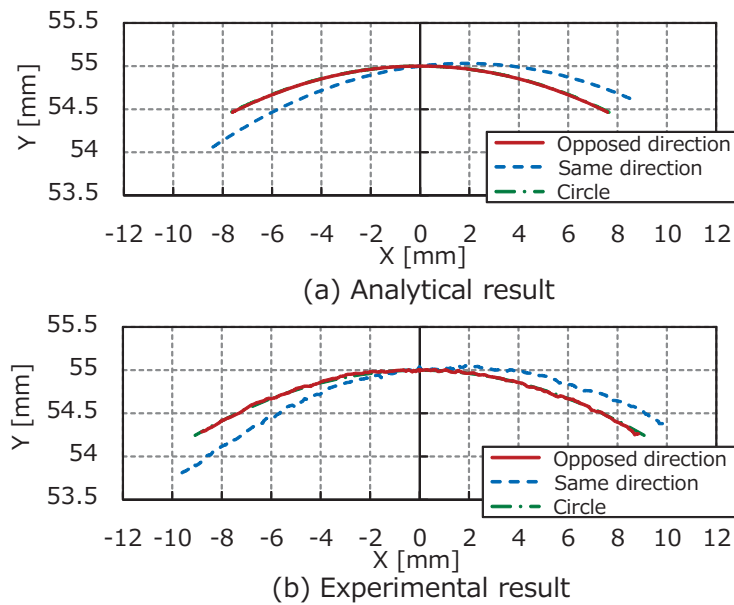 55.5
55
54.5
54
53.5
Y [mm]
Opposed direction
Same direction
Circle
-12 -10 -8 -6 -4 -2 0 2 4 6 8 10 12
X [mm]
(a) Analytical result
55.5
55
54.5
54
53.5
Y [mm]
Opposed direction
Same direction
Circle
-12 -10 -8 -6 -4 -2 0 2 4 6 8 10 12
X [mm]
(b) Experimental result